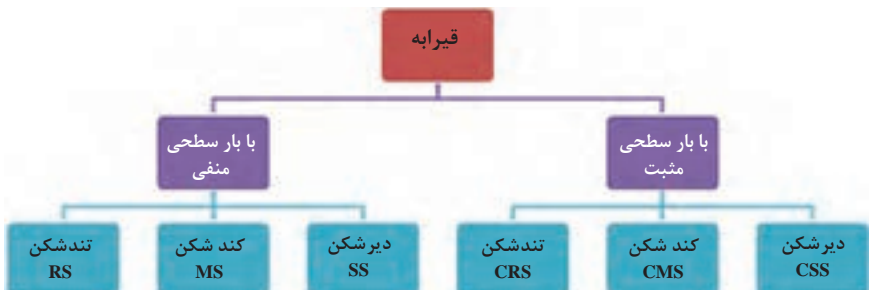 قیرابه
با بار سطحی
مثبت
با بار سطحی
منفی
دیرشکن
CSS
کند شکن
CMS
تندشکن
CRS
دیرشکن
SS
کند شکن
MS
تندشکن
RS